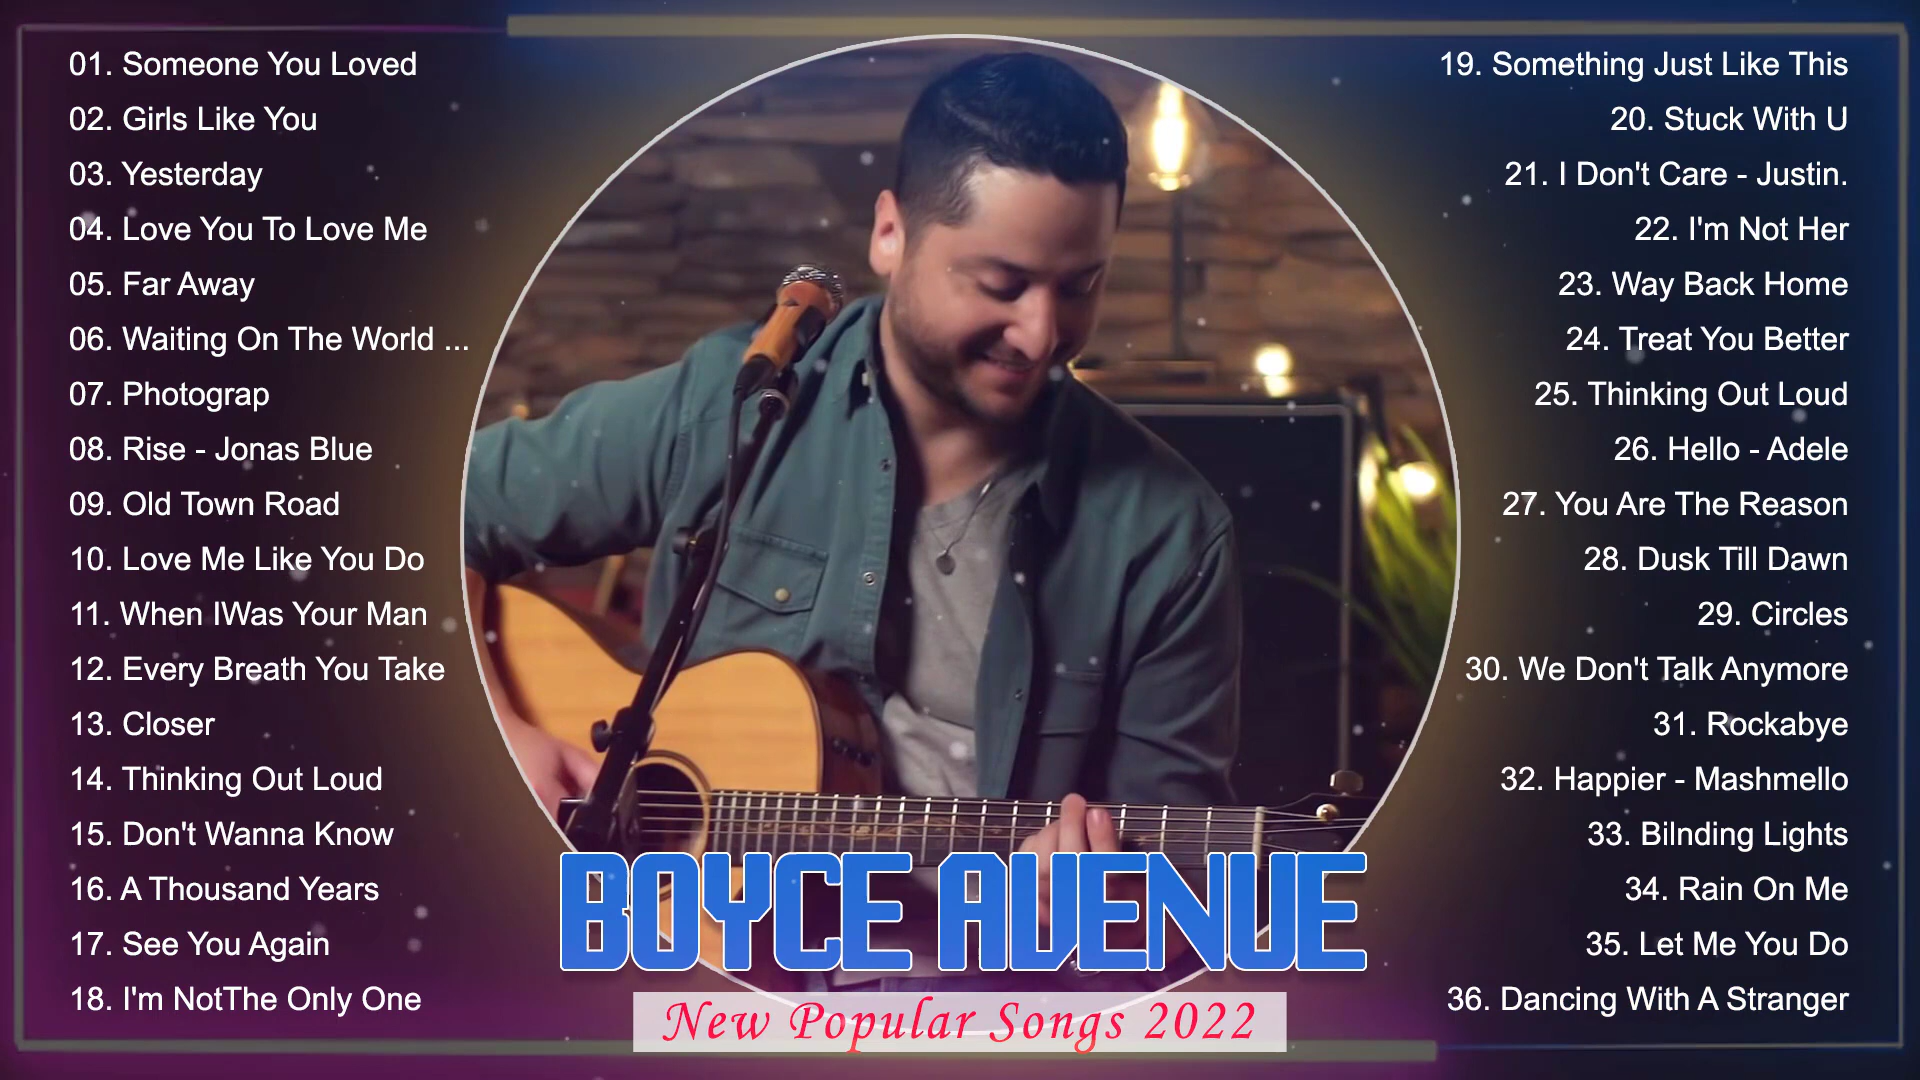 01. Someone You Loved
02. Girls Like You
03. Yesterday
04. Love You To Love Me
05. Far Away
06. Waiting On The World ...
07. Photograp
08. Rise - Jonas Blue
09. Old Town Road
10. Love Me Like You Do
11. When IWas Your Man
12. Every Breath You Take
13. Closer
14. Thinking Out Loud
15. Don't Wanna Know
16. A Thousand Years
17. See You Again
18. I'm NotThe Only One
19. Something Just Like This
20. Stuck With U
21. I Don't Care - Justin.
22. I'm Not Her
23. Way Back Home
24. Treat You Better
25. Thinking Out Loud
26. Hello - Adele
27. You Are The Reason
28. Dusk Till Dawn
29. Circles
30. We Don't Talk Anymore
31. Rockabye
32. Happier - Mashmello
33. Bilnding Lights
34. Rain On Me
35. Let Me You Do
36. Dancing With A Stranger
BOYCE AVENUE
New Popular Songs 2022